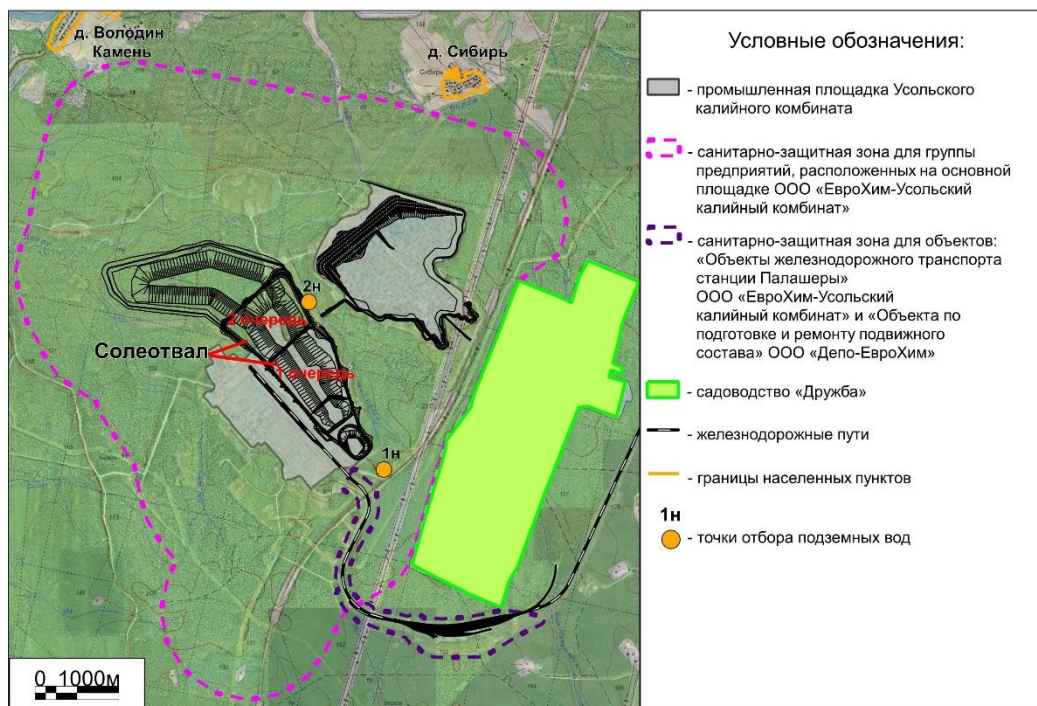 д. Володин
Камень
д. Сибирь
Сибирь
2н
2 очередь
Солеотвал
1 очередь
1н
0 1000м
Условные обозначения:
- промышленная площадка Усольского
калийного комбината
- санитарно-защитная зона для группы
предприятий, расположенных на основной
площадке ООО «ЕвроХим-Усольский
калийный комбинат»
- санитарно-защитная зона для объектов:
«Объекты железнодорожного транспорта
станции Палашеры»
ООО «ЕвроХим-Усольский
калийный комбинат» и «Объекта по
подготовке и ремонту подвижного
состава» ООО «Депо-ЕвроХим»
- садоводство «Дружба»
- железнодорожные пути
- границы населенных пунктов
1н
- точки отбора подземных вод